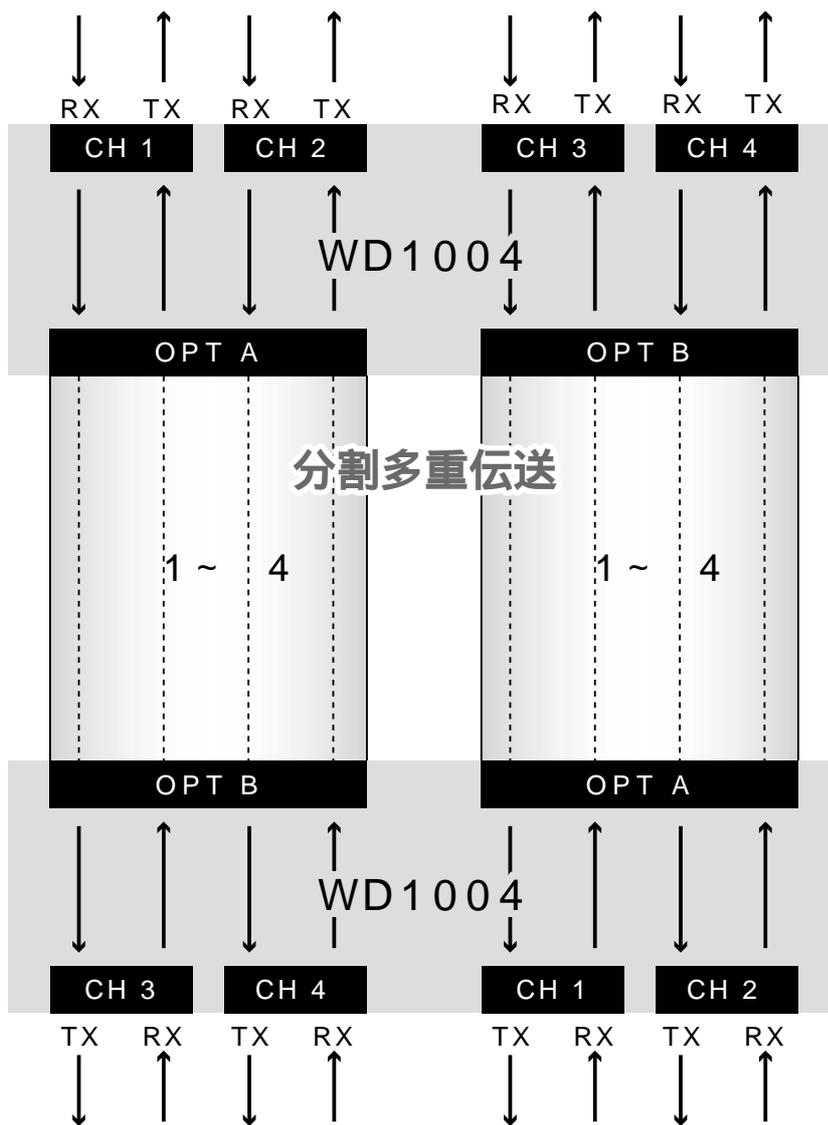 RX TX RX TX RX TX RX TX
CH 1 CH 2 CH 3 CH 4
WD1004
OPT A OPT B
分割多重伝送
1 ~ 4 1 ~ 4
OPT B OPT A
WD1004
CH 3 CH 4 CH 1 CH 2
TX RX TX RX TX RX TX RX